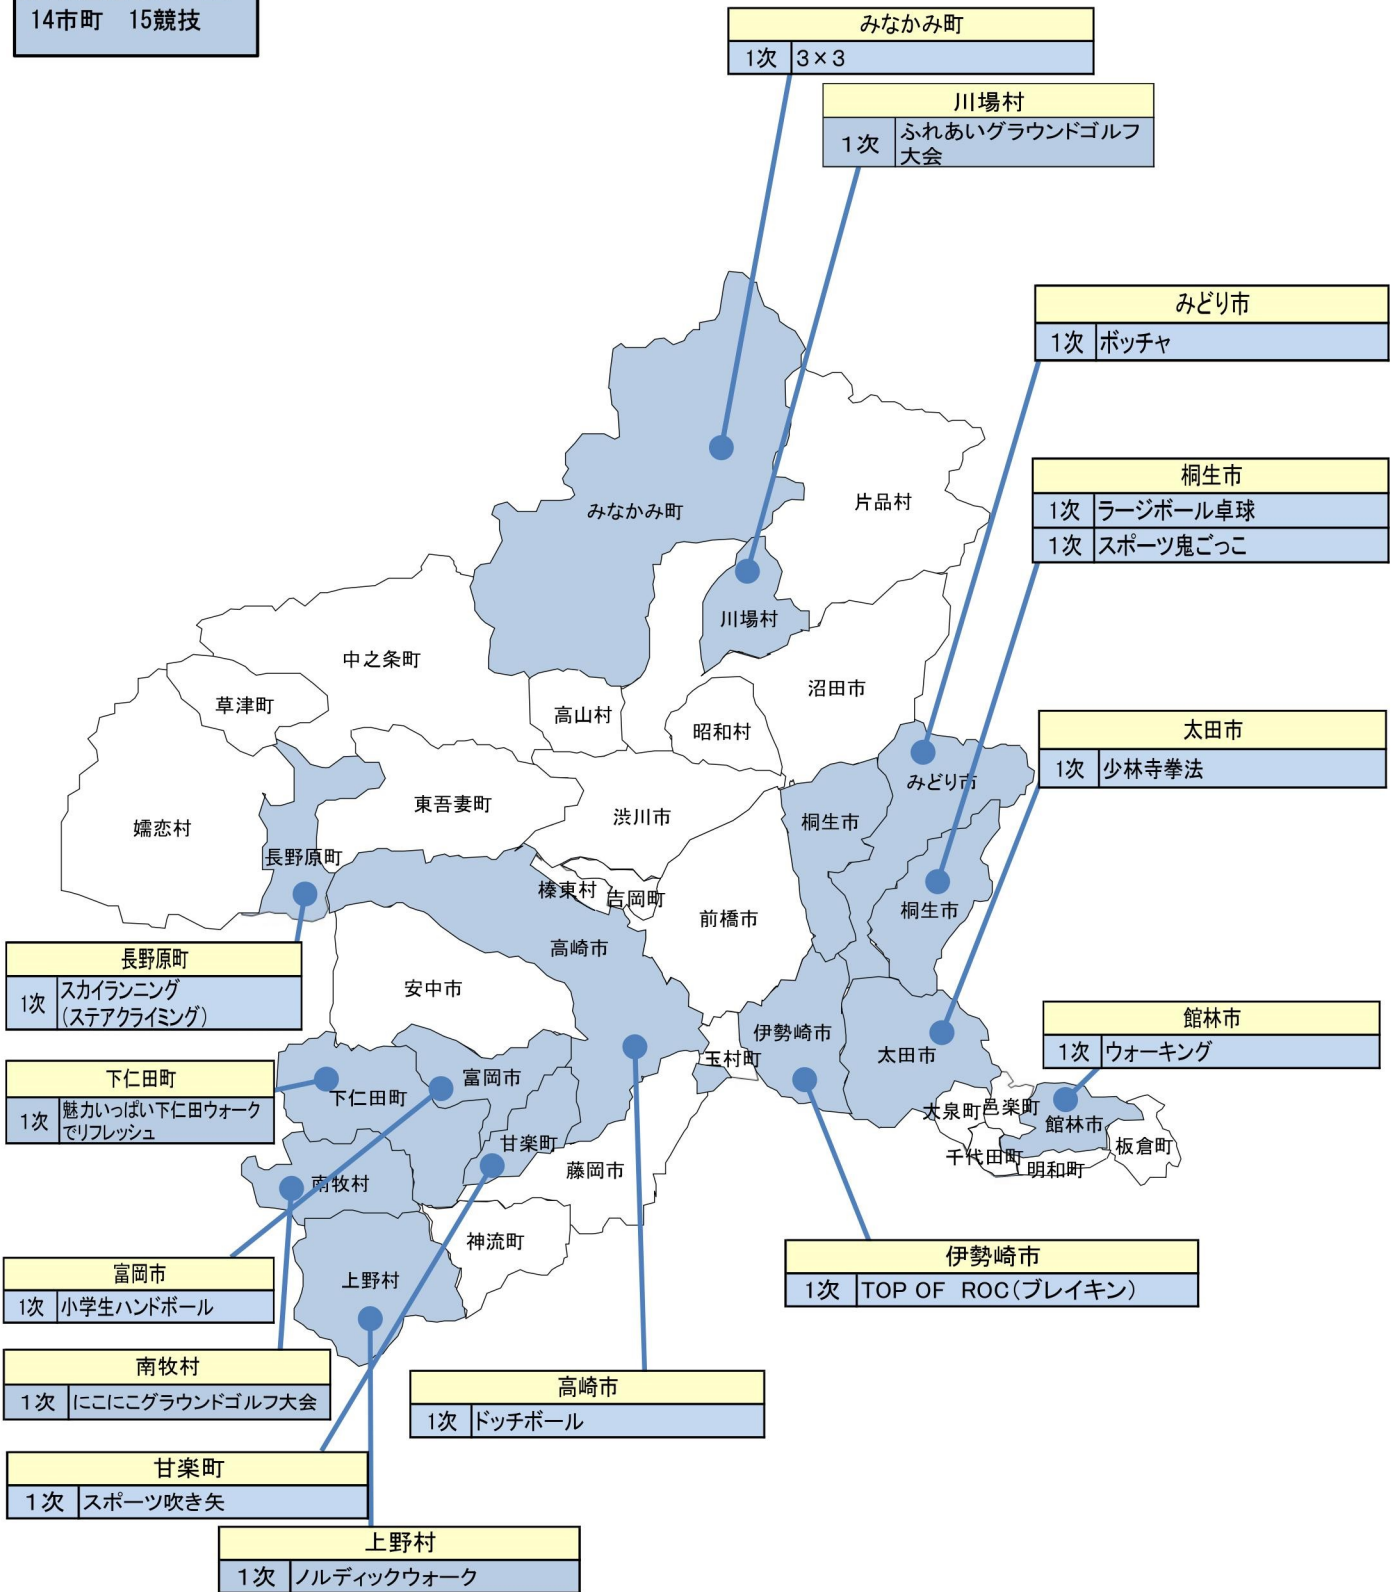 14市町　15競技
みなかみ町
1次 3×3
川場村
1次 ふれあいグラウンドゴルフ
大会
みどり市
1次 ボッチャ
桐生市
1次 ラージボール卓球
1次 スポーツ鬼ごっこ
太田市
1次 少林寺拳法
館林市
1次 ウォーキング
伊勢崎市
1次 TOP OF　ROC（ブレイキン）
高崎市
1次 ドッチボール
長野原町
1次 スカイランニング
（ステアクライミング）
下仁田町
1次 魅力いっぱい下仁田ウォーク
でリフレッシュ
富岡市
1次 小学生ハンドボール
南牧村
1次 にこにこグラウンドゴルフ大会
甘楽町
1次 スポーツ吹き矢
上野村
1次 ノルディックウォーク
みなかみ町
片品村
川場村
中之条町
草津町
高山村
昭和村
沼田市
みどり市
嬬恋村
東吾妻町
渋川市
桐生市
長野原町
榛東村
吉岡町
前橋市
桐生市
高崎市
安中市
伊勢崎市
太田市
玉村町
富岡市
下仁田町
甘楽町
藤岡市
南牧村
神流町
上野村
大泉町
邑楽町
館林市
千代田町
明和町
板倉町